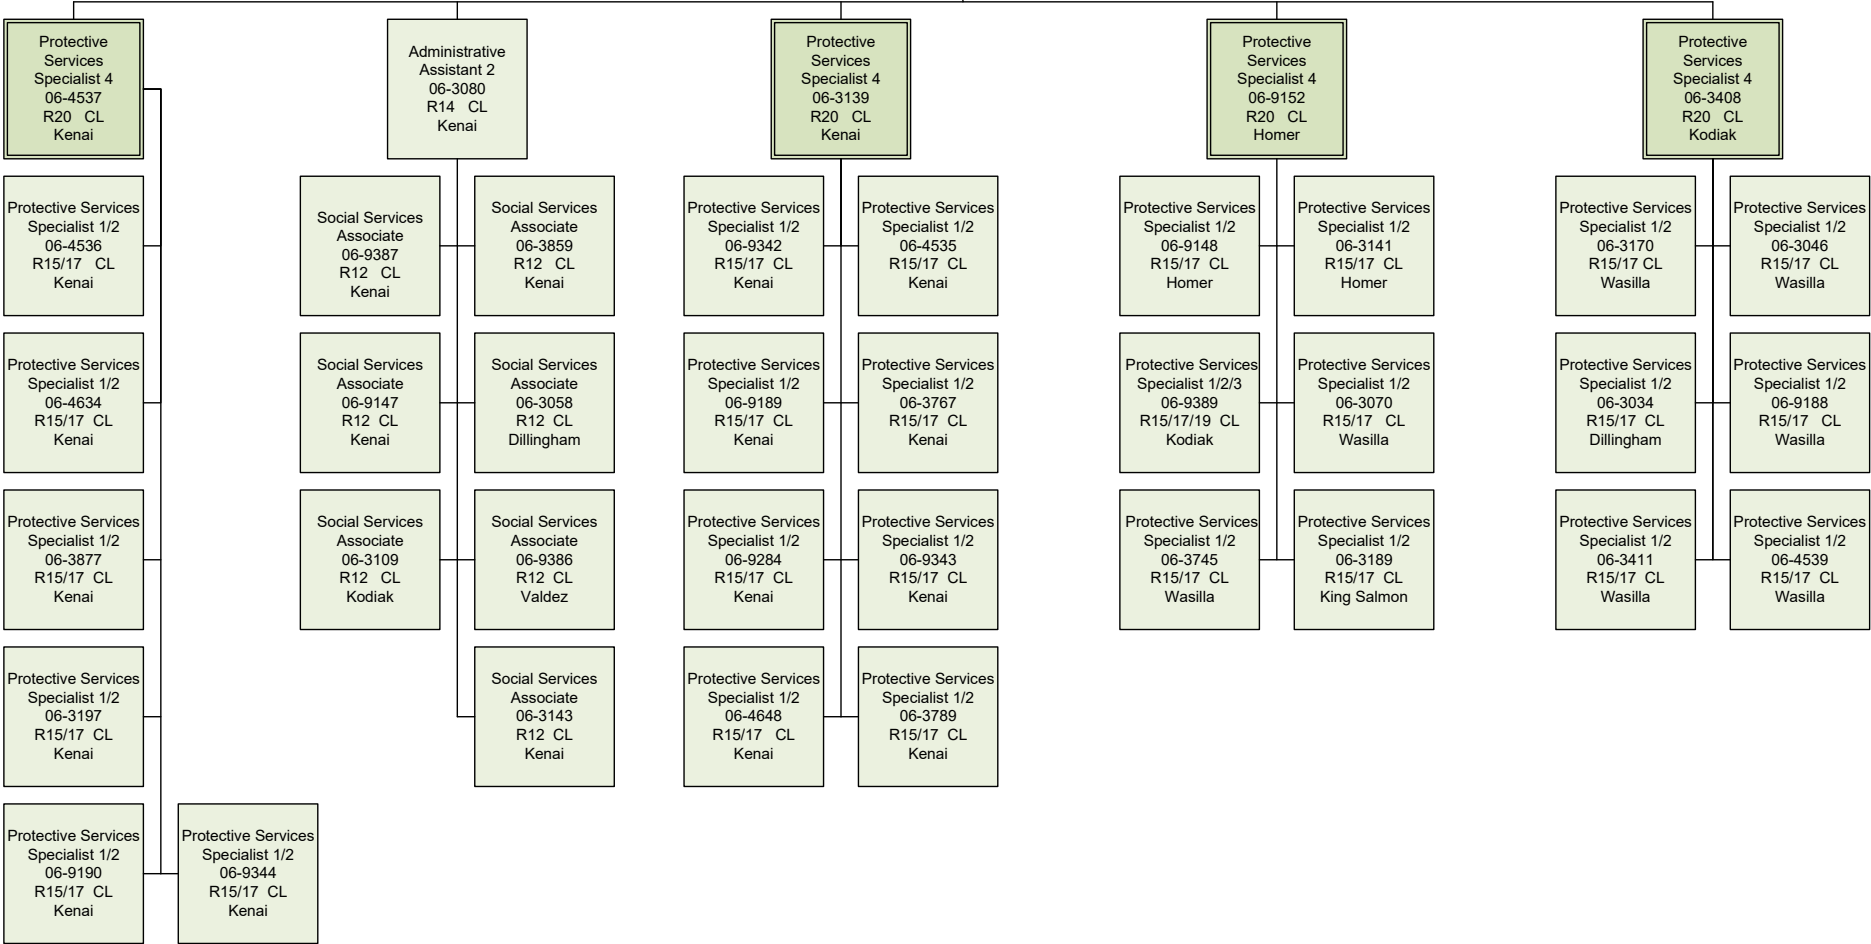 Protective
Services
Specialist 4
06-4537
R20 CL
Kenai
Administrative
Assistant 2
06-3080
R14 CL
Kenai
Protective
Services
Specialist 4
06-3139
R20 CL
Kenai
Protective
Services
Specialist 4
06-9152
R20 CL
Homer
Protective
Services
Specialist 4
06-3408
R20 CL
Kodiak
Protective Services
Specialist 1/2
06-4536
R15/17 CL
Kenai
Social Services
Associate
06-9387
R12 CL
Kenai
Social Services
Associate
06-3859
R12 CL
Kenai
Protective Services
Specialist 1/2
06-9342
R15/17 CL
Kenai
Protective Services
Specialist 1/2
06-4535
R15/17 CL
Kenai
Protective Services
Specialist 1/2
06-9148
R15/17 CL
Homer
Protective Services
Specialist 1/2
06-3141
R15/17 CL
Homer
Protective Services
Specialist 1/2
06-3170
R15/17 CL
Wasilla
Protective Services
Specialist 1/2
06-3046
R15/17 CL
Wasilla
Protective Services
Specialist 1/2
06-4634
R15/17 CL
Kenai
Social Services
Associate
06-9147
R12 CL
Kenai
Social Services
Associate
06-3058
R12 CL
Dillingham
Protective Services
Specialist 1/2
06-9189
R15/17 CL
Kenai
Protective Services
Specialist 1/2
06-3767
R15/17 CL
Kenai
Protective Services
Specialist 1/2/3
06-9389
R15/17/19 CL
Kodiak
Protective Services
Specialist 1/2
06-3070
R15/17 CL
Wasilla
Protective Services
Specialist 1/2
06-3034
R15/17 CL
Dillingham
Protective Services
Specialist 1/2
06-9188
R15/17 CL
Wasilla
Protective Services
Specialist 1/2
06-3877
R15/17 CL
Kenai
Social Services
Associate
06-3109
R12 CL
Kodiak
Social Services
Associate
06-9386
R12 CL
Valdez
Protective Services
Specialist 1/2
06-9284
R15/17 CL
Kenai
Protective Services
Specialist 1/2
06-9343
R15/17 CL
Kenai
Protective Services
Specialist 1/2
06-3745
R15/17 CL
Wasilla
Protective Services
Specialist 1/2
06-3189
R15/17 CL
King Salmon
Protective Services
Specialist 1/2
06-3411
R15/17 CL
Wasilla
Protective Services
Specialist 1/2
06-4539
R15/17 CL
Wasilla
Protective Services
Specialist 1/2
06-3197
R15/17 CL
Kenai
Social Services
Associate
06-3143
R12 CL
Kenai
Protective Services
Specialist 1/2
06-4648
R15/17 CL
Kenai
Protective Services
Specialist 1/2
06-3789
R15/17 CL
Kenai
Protective Services
Specialist 1/2
06-9190
R15/17 CL
Kenai
Protective Services
Specialist 1/2
06-9344
R15/17 CL
Kenai